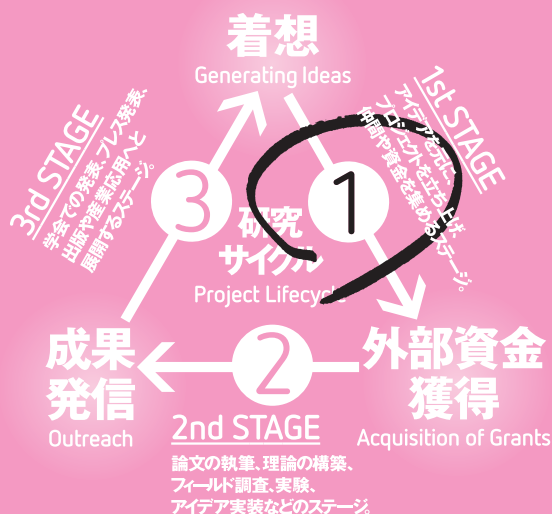 着想
Generating Ideas
1st STAGE
アイデアを元に、
プロジェクトを立ち上げ
仲間や資金を集めるステージ。
3rd STAGE
学会での発表、プレス発表、
出版や産業応用へと
展開するステージ。
3
1
研究
サイクル
Project Lifecycle
成果
発信
Outreach
2
外部資金
獲得
Acquisition of Grants
2nd STAGE
論文の執筆、理論の構築、
フィールド調査、実験、
アイデア実装などのステージ。